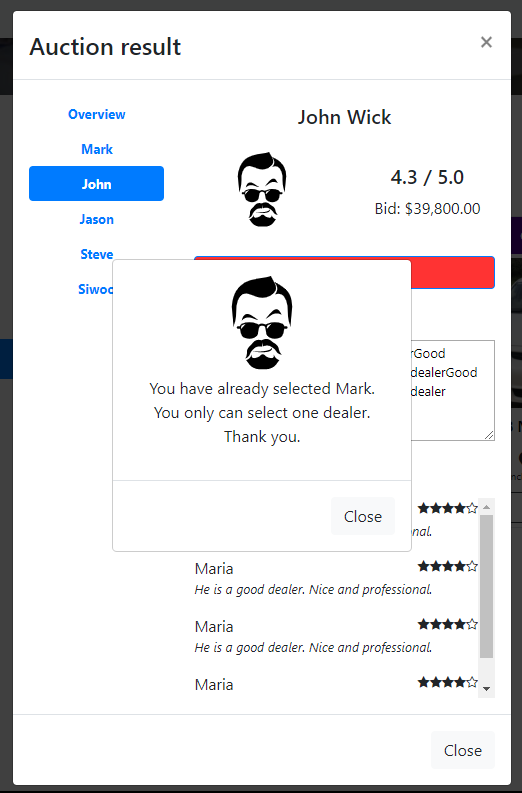 Auction result
×
Overview
Mark
John
Jason
Steve
Siwoo
John Wick
4.3 / 5.0
Bid: $39,800.00
You have already selected Mark.
You only can select one dealer.
Thank you.
Close
rGood
dealerGood
dealer
★★★★☆
nal.
Maria ★★★★☆
He is a good dealer. Nice and professional.
Maria ★★★★☆
He is a good dealer. Nice and professional.
Maria ★★★★☆
Close